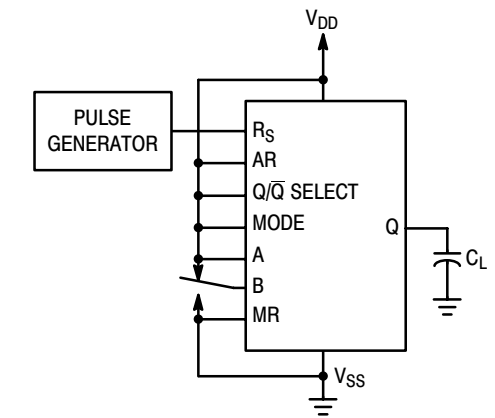 V_DD
PULSE
GENERATOR
R_S
AR
Q/Q̅ SELECT
MODE
Q
A
C_L
B
MR
V_SS